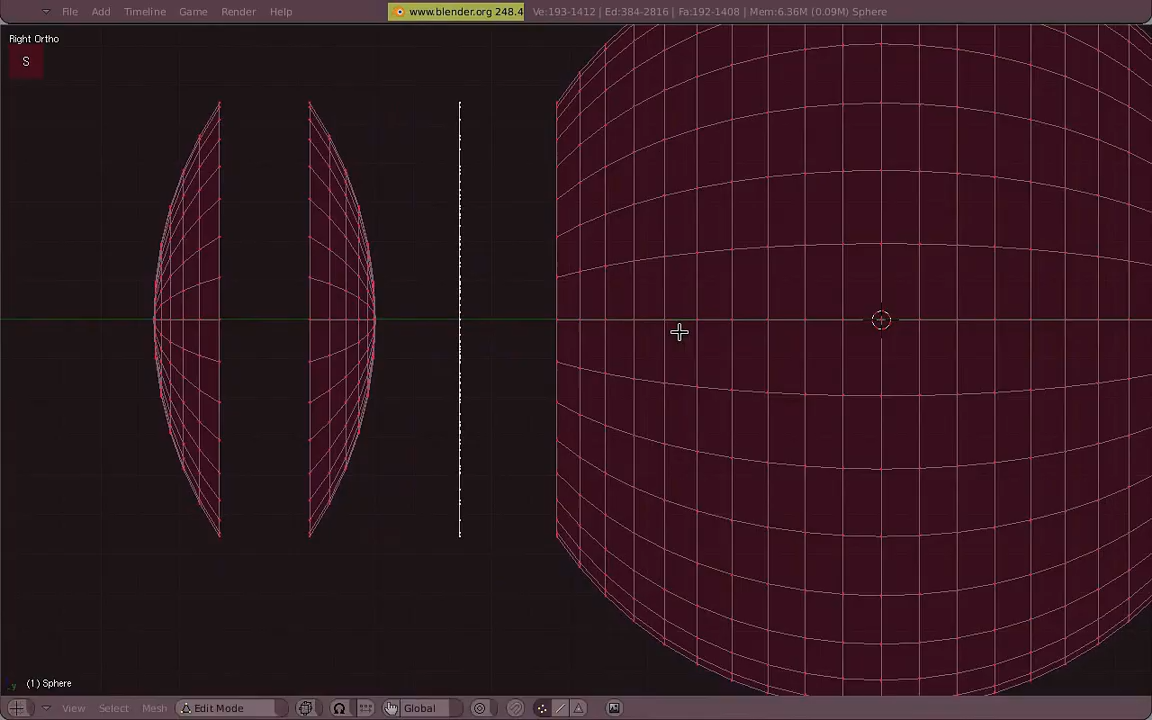 File Add Timeline Game Render Help www.blender.org 248.4 Ve:193-1412 | Ed:384-2816 | Fa:192-1408 | Mem:6.36M (0.09M) Sphere
Right Ortho
S
y
(1) Sphere
View Select Mesh Edit Mode Global